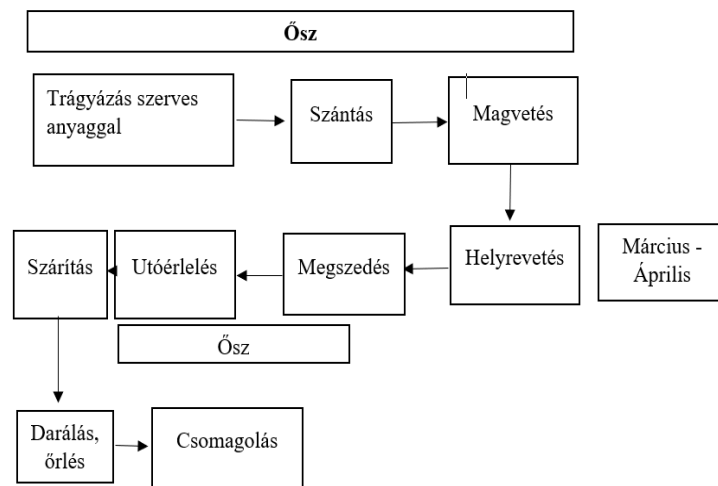 Ősz
Trágyázás szerves
anyaggal
Szántás
Magvetés
Helyrevetés
Március -
Április
Megszedés
Utóérlelés
Szárítás
Ősz
Darálás,
őrlés
Csomagolás